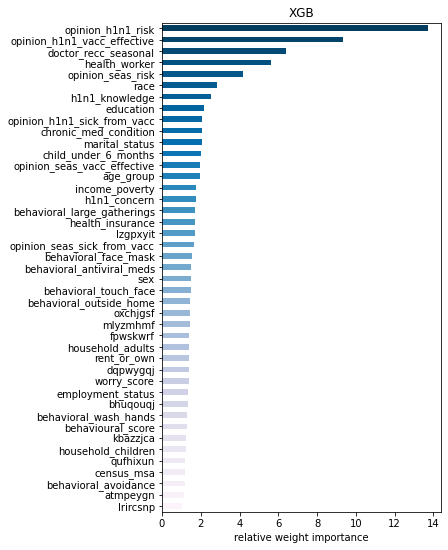 XGB
opinion_h1n1_risk
opinion_h1n1_vacc_effective
doctor_recc_seasonal
health_worker
opinion_seas_risk
race
h1n1_knowledge
education
opinion_h1n1_sick_from_vacc
chronic_med_condition
marital_status
child_under_6_months
opinion_seas_vacc_effective
age_group
income_poverty
h1n1_concern
behavioral_large_gatherings
health_insurance
lzgpxyit
opinion_seas_sick_from_vacc
behavioral_face_mask
behavioral_antiviral_meds
sex
behavioral_touch_face
behavioral_outside_home
oxchjgsf
mlyzmhmf
fpwskwrf
household_adults
rent_or_own
dqpwygqj
worry_score
employment_status
bhuqouqj
behavioral_wash_hands
behavioural_score
kbazzjca
household_children
qufhixun
census_msa
behavioral_avoidance
atmpeygn
lrircsnp
0 2 4 6 8 10 12 14
relative weight importance